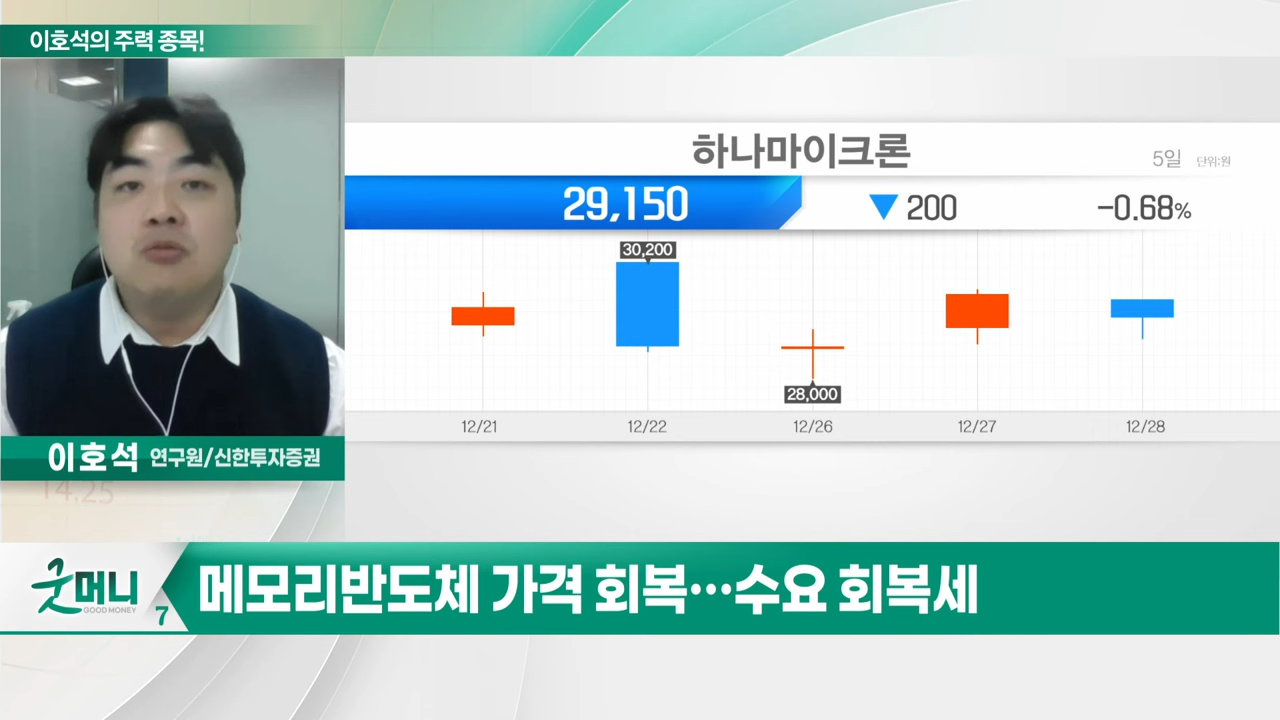 이호석의 주력 종목!
하나마이크론
5일 단위:원
29,150 ▼ 200 -0.68%
30,200
28,000
12/21 12/22 12/26 12/27 12/28
이호석 연구원/신한투자증권
14.25
굿머니
GOOD MONEY
7
메모리반도체 가격 회복…수요 회복세